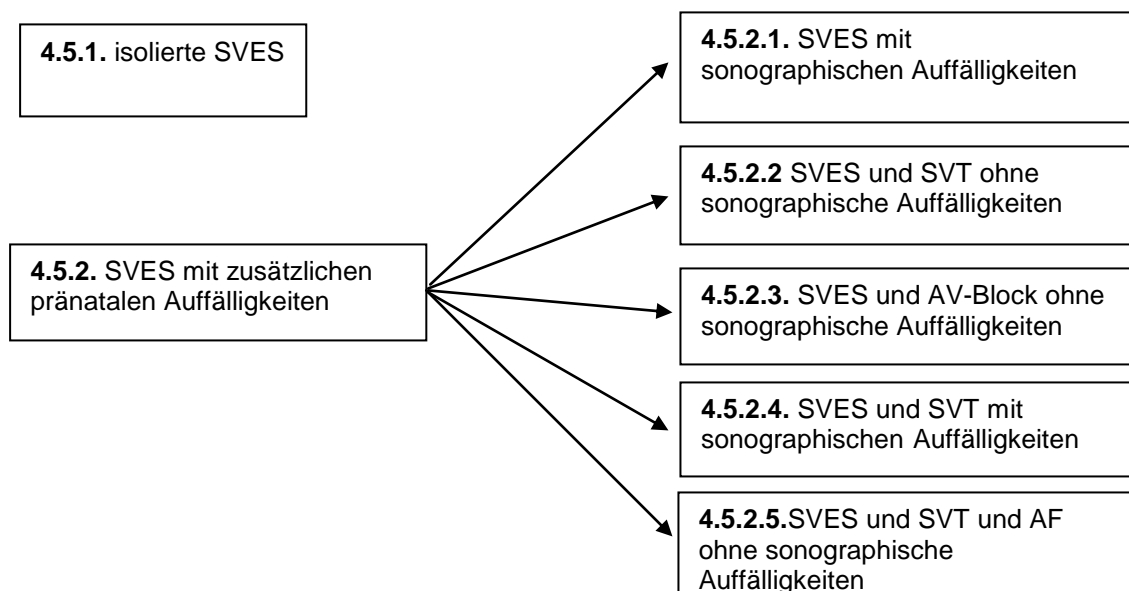 4.5.1. isolierte SVES
4.5.2. SVES mit zusätzlichen
pränatalen Auffälligkeiten
4.5.2.1. SVES mit
sonographischen Auffälligkeiten
4.5.2.2 SVES und SVT ohne
sonographische Auffälligkeiten
4.5.2.3. SVES und AV-Block ohne
sonographische Auffälligkeiten
4.5.2.4. SVES und SVT mit
sonographischen Auffälligkeiten
4.5.2.5.SVES und SVT und AF
ohne sonographische
Auffälligkeiten